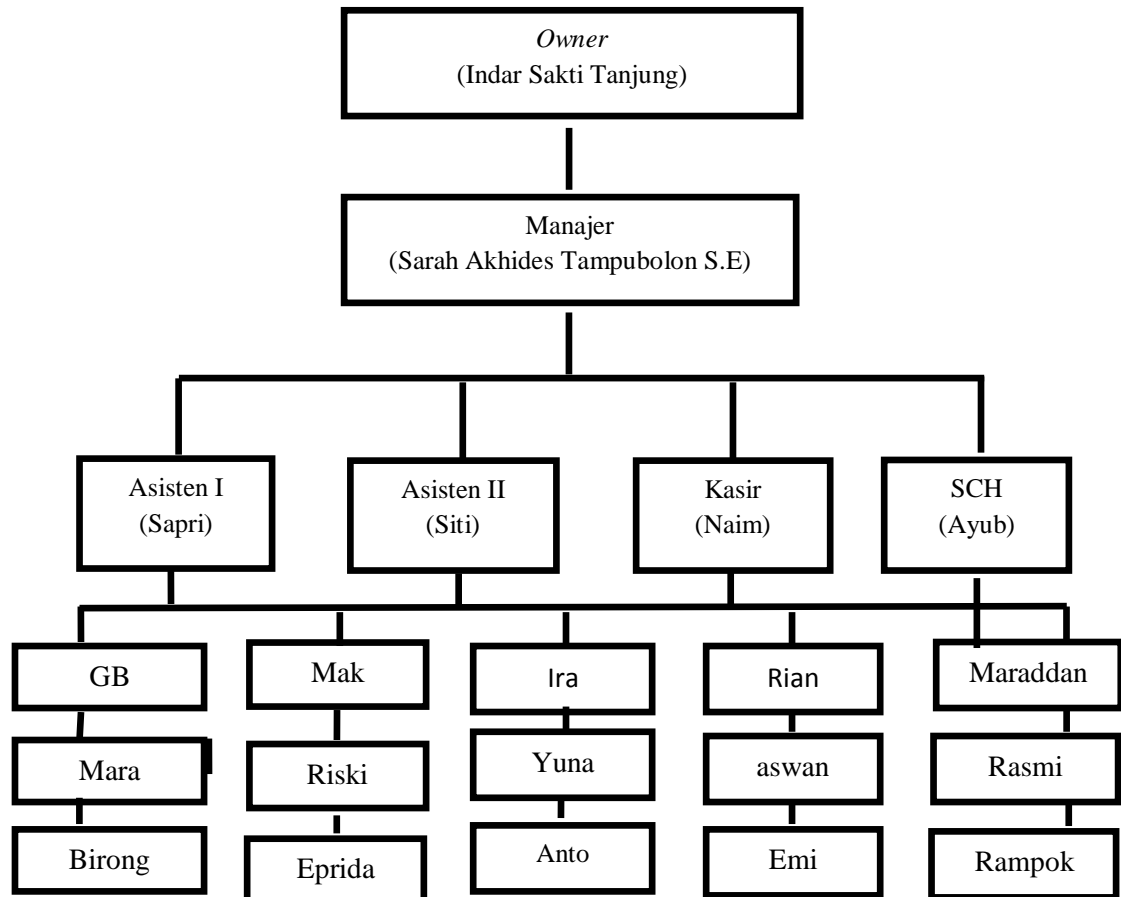 Owner
(Indar Sakti Tanjung)
Manajer
(Sarah Akhides Tampubolon S.E)
Asisten I
(Sapri)
Asisten II
(Siti)
Kasir
(Naim)
SCH
(Ayub)
GB
Mak
Ira
Rian
Maraddan
Mara
Riski
Yuna
aswan
Rasmi
Birong
Eprida
Anto
Emi
Rampok